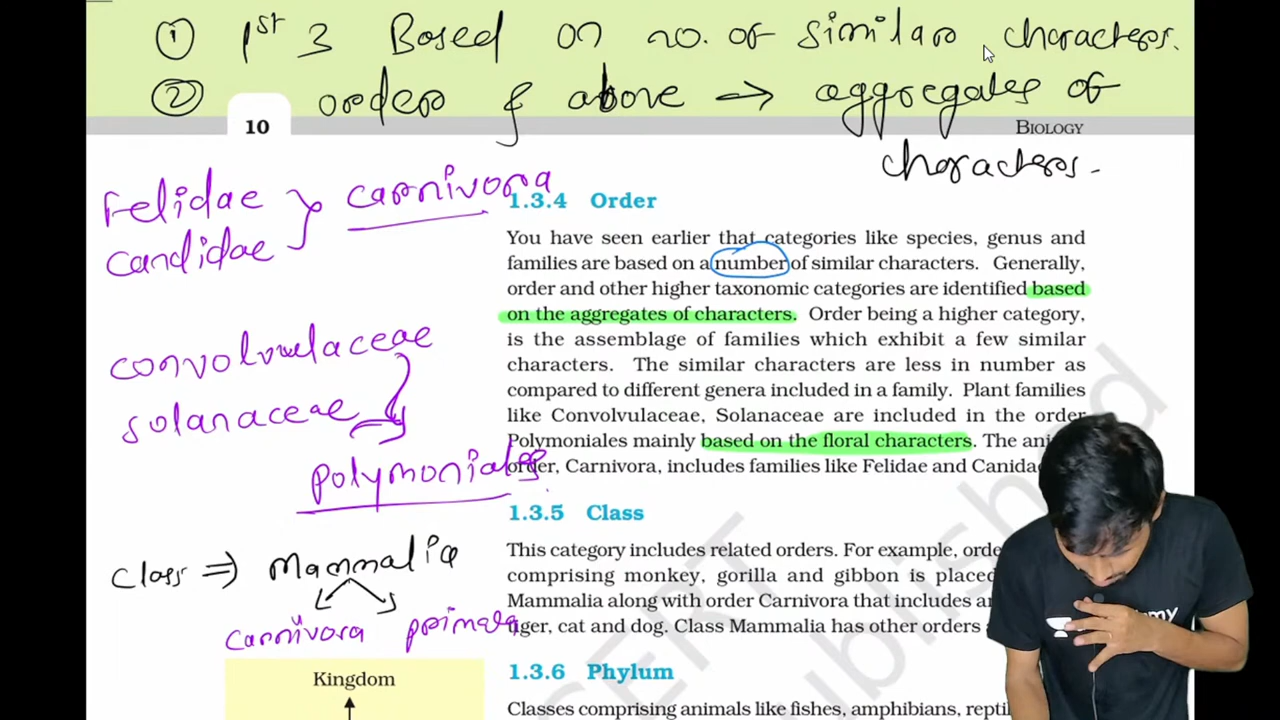 ① 1st 3 Based on no. of similar characters.
② order & above → aggregates of
characters.
10
BIOLOGY
Felidae
candidae
carnivora
convolvulaceae
solanaceae
polymoniales
class ⇒ mammalia
carnivora primata
Kingdom
1.3.4 Order
You have seen earlier that categories like species, genus and
families are based on a number of similar characters. Generally,
order and other higher taxonomic categories are identified based
on the aggregates of characters. Order being a higher category,
is the assemblage of families which exhibit a few similar
characters. The similar characters are less in number as
compared to different genera included in a family. Plant families
like Convolvulaceae, Solanaceae are included in the order
Polymoniales mainly based on the floral characters. The
order, Carnivora, includes families like Felidae and
1.3.5 Class
This category includes related orders. For example,
comprising monkey, gorilla and gibbon is placed
Mammalia along with order Carnivora that includes
tiger, cat and dog. Class Mammalia has other orders
1.3.6 Phylum
Classes comprising animals like fishes, amphibians,